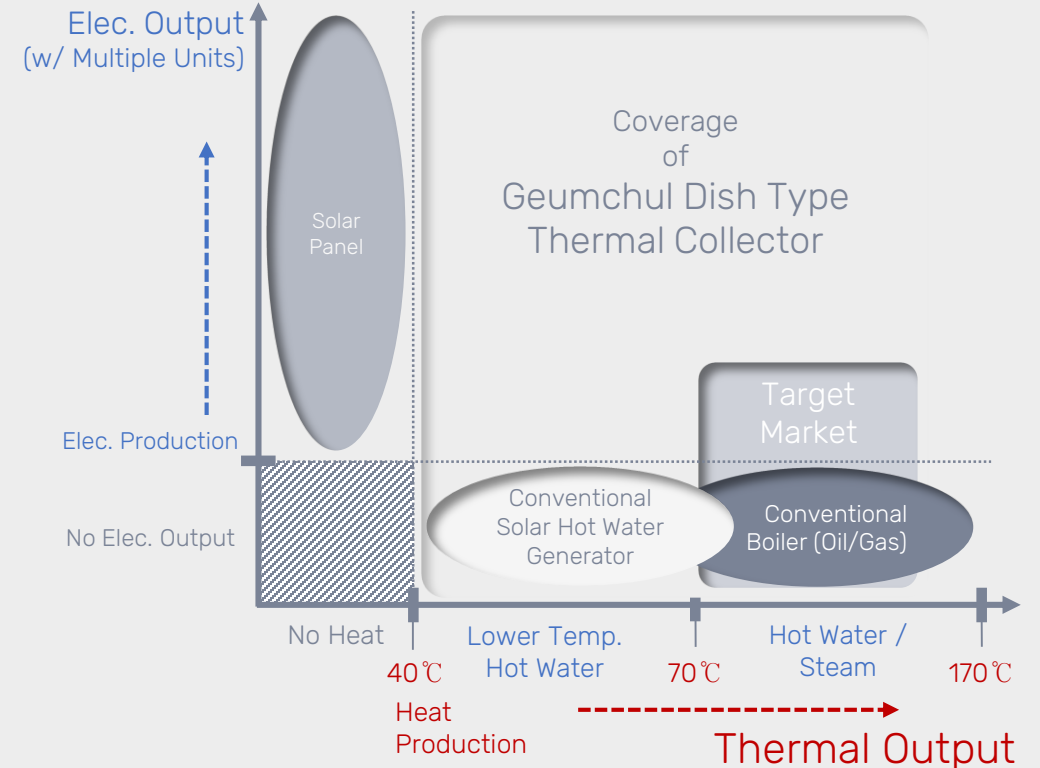 Elec. Output
(w/ Multiple Units)
Coverage
of
Geumchul Dish Type
Thermal Collector
Solar
Panel
Target
Market
Elec. Production
No Elec. Output
Conventional
Solar Hot Water
Generator
Conventional
Boiler (Oil/Gas)
No Heat
Lower Temp.
Hot Water
Hot Water /
Steam
40℃
70℃
170℃
Heat
Production
Thermal Output